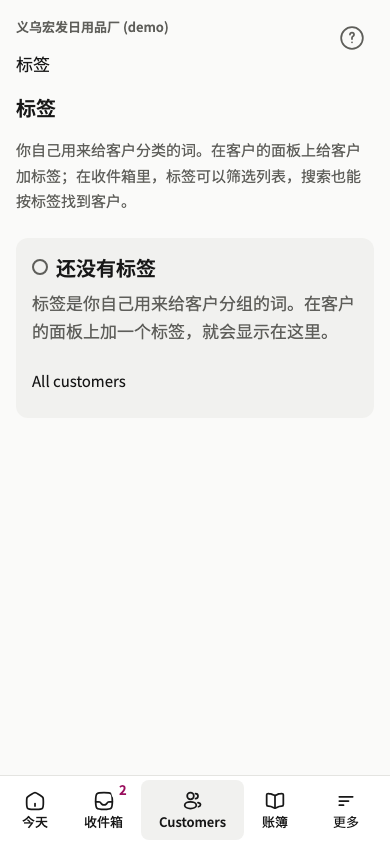 义乌宏发日用品厂 (demo)
标签
标签
你自己用来给客户分类的词。在客户的面板上给客户
加标签；在收件箱里，标签可以筛选列表，搜索也能
按标签找到客户。
还没有标签
标签是你自己用来给客户分组的词。在客户
的面板上加一个标签，就会显示在这里。
All customers
2
今天
收件箱
Customers
账簿
更多